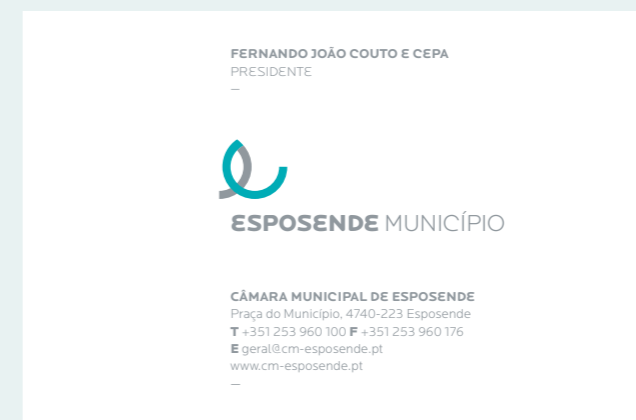 FERNANDO JOÃO COUTO E CEPA
PRESIDENTE
—
ESPOSENDE MUNICÍPIO
CÂMARA MUNICIPAL DE ESPOSENDE
Praça do Município, 4740-223 Esposende
T +351 253 960 100 F +351 253 960 176
E geral@cm-esposende.pt
www.cm-esposende.pt
—